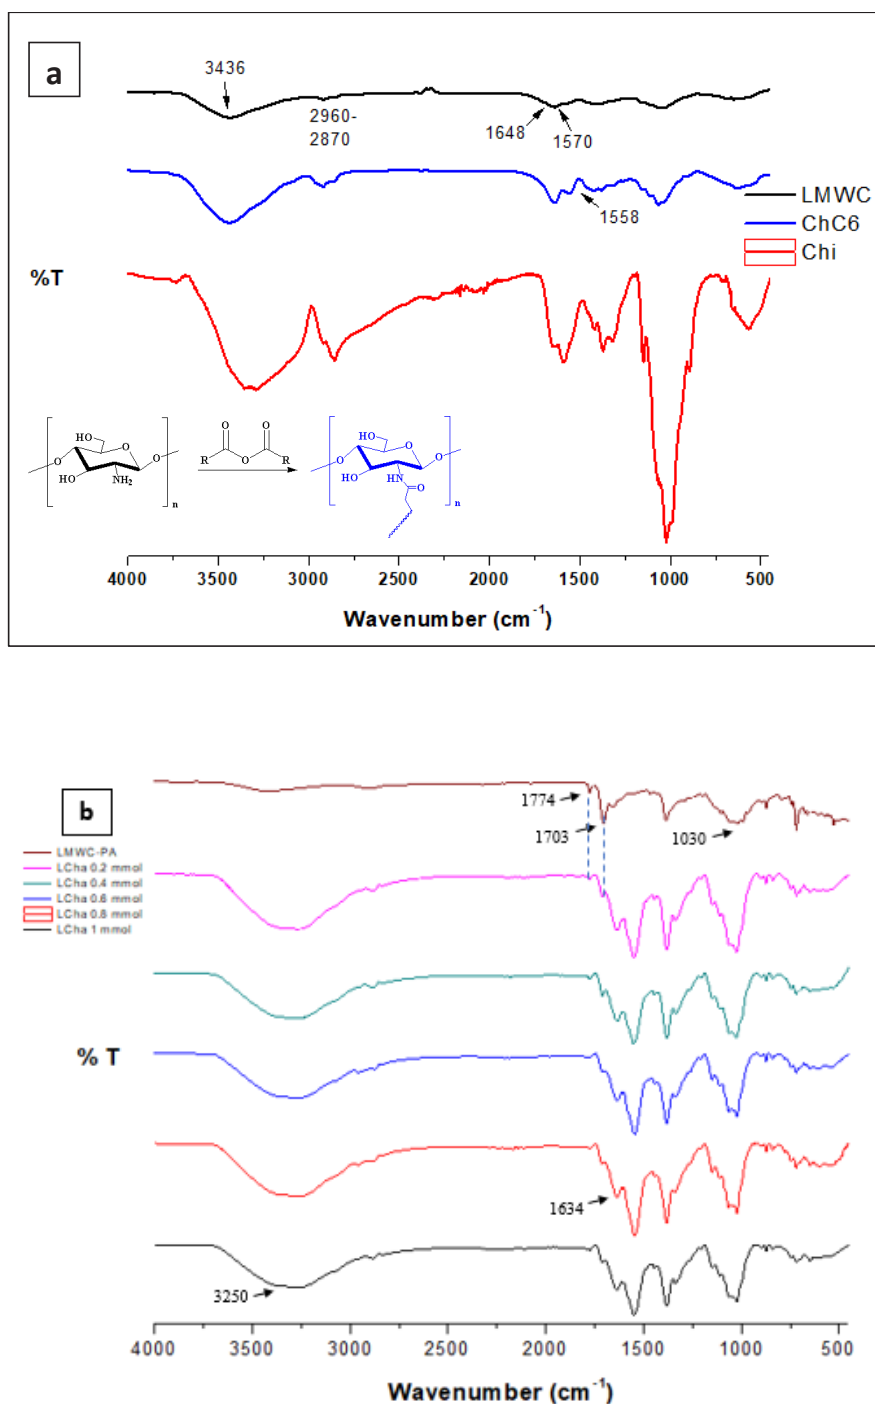 a
3436
2960-
2870
1648
1570
1558
LMWC
ChC6
Chi
%T
HO
O
O
HO
NH₂
n
O
O
R
O
R
HO
O
O
O
HO
HN
O
n
4000 3500 3000 2500 2000 1500 1000 500
Wavenumber (cm⁻¹)
b
1774
1703
1030
LMWC-PA
LCha 0.2 mmol
LCha 0.4 mmol
LCha 0.6 mmol
LCha 0.8 mmol
LCha 1 mmol
% T
1634
3250
4000 3500 3000 2500 2000 1500 1000 500
Wavenumber (cm⁻¹)